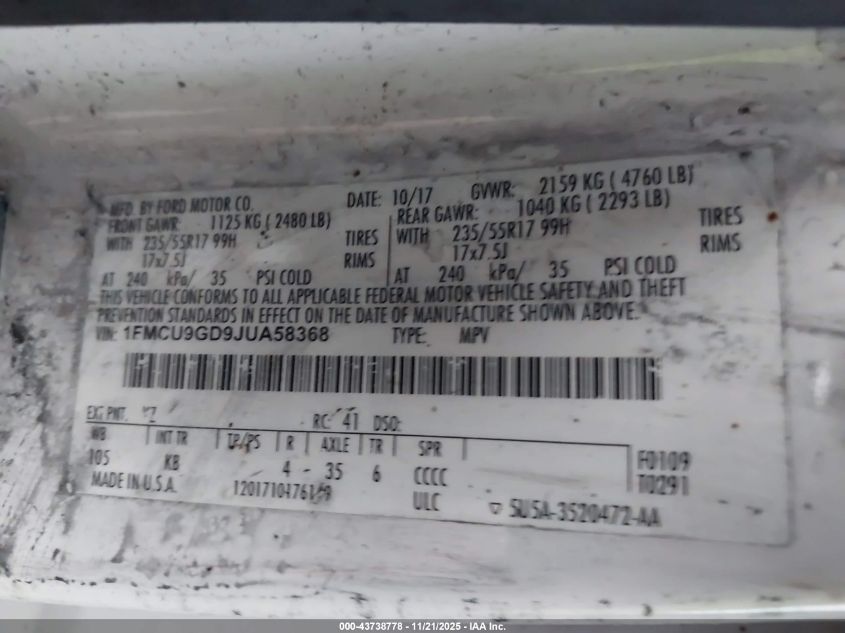 MFD. BY FORD MOTOR CO. DATE: 10/17 GVWR: 2159 KG ( 4760 LB)
FRONT GAWR: 1125 KG ( 2480 LB) REAR GAWR: 1040 KG ( 2293 LB)
WITH 235/55R17 99H TIRES WITH 235/55R17 99H TIRES
17x7.5J RIMS 17x7.5J RIMS
AT 240 kPa/ 35 PSI COLD AT 240 kPa/ 35 PSI COLD
THIS VEHICLE CONFORMS TO ALL APPLICABLE FEDERAL MOTOR VEHICLE SAFETY AND THEFT
PREVENTION STANDARDS IN EFFECT ON THE DATE OF MANUFACTURE SHOWN ABOVE.
VIN: 1FMCU9GD9JUA58368 TYPE: MPV
EXT PNT: RC: 41 DSO:
WB INT TR TP/PS R AXLE TR SPR
105 KB 4 - 35 6 CCCC F0109
MADE IN U.S.A. ULC T0291
5U5A-3520472-AA
000-43738778 - 11/21/2025 - IAA Inc.